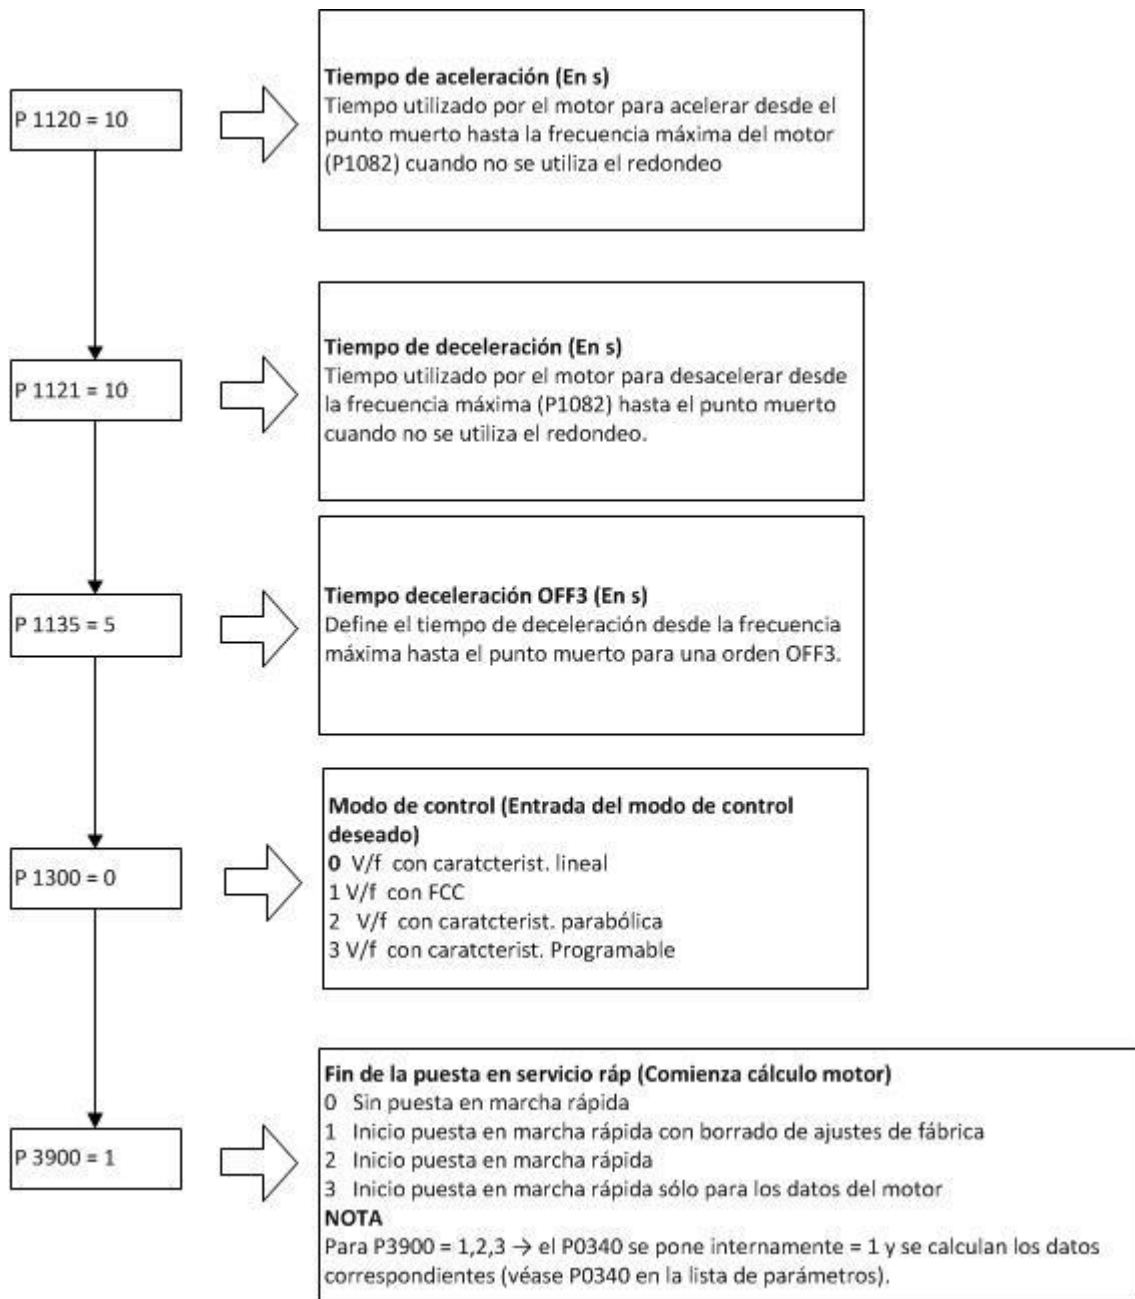 P 1120 = 10
Tiempo de aceleración (En s)
Tiempo utilizado por el motor para acelerar desde el
punto muerto hasta la frecuencia máxima del motor
(P1082) cuando no se utiliza el redondeo
P 1121 = 10
Tiempo de deceleración (En s)
Tiempo utilizado por el motor para desacelerar desde
la frecuencia máxima (P1082) hasta el punto muerto
cuando no se utiliza el redondeo.
P 1135 = 5
Tiempo deceleración OFF3 (En s)
Define el tiempo de deceleración desde la frecuencia
máxima hasta el punto muerto para una orden OFF3.
P 1300 = 0
Modo de control (Entrada del modo de control
deseado)
0 V/f con caratcterist. lineal
1 V/f con FCC
2 V/f con caratcterist. parabólica
3 V/f con caratcterist. Programable
P 3900 = 1
Fin de la puesta en servicio ráp (Comienza cálculo motor)
0 Sin puesta en marcha rápida
1 Inicio puesta en marcha rápida con borrado de ajustes de fábrica
2 Inicio puesta en marcha rápida
3 Inicio puesta en marcha rápida sólo para los datos del motor
NOTA
Para P3900 = 1,2,3 → el P0340 se pone internamente = 1 y se calculan los datos
correspondientes (véase P0340 en la lista de parámetros).